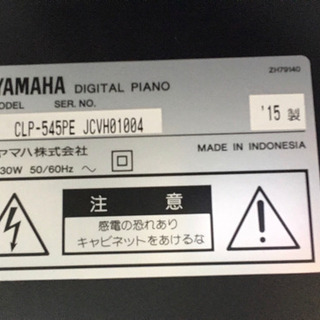 ZH79140
YAMAHA DIGITAL PIANO
MODEL SER. NO.
CLP-545PE JCVH01004
'15 製
ヤマハ株式会社
30W 50/60Hz
MADE IN INDONESIA
注意
感電の恐れあり
キャビネットをあけるな